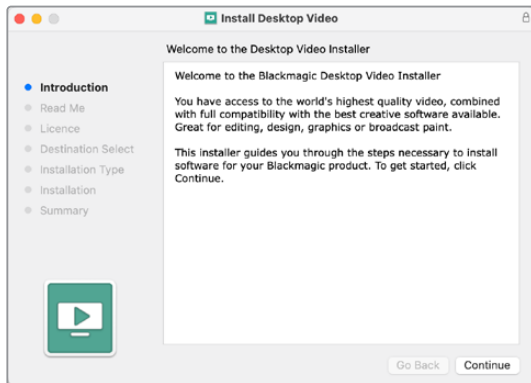 Install Desktop Video
Welcome to the Desktop Video Installer
Introduction
Read Me
Licence
Destination Select
Installation Type
Installation
Summary
Welcome to the Blackmagic Desktop Video Installer
You have access to the world's highest quality video, combined
with full compatibility with the best creative software available.
Great for editing, design, graphics or broadcast paint.
This installer guides you through the steps necessary to install
software for your Blackmagic product. To get started, click
Continue.
Go Back
Continue